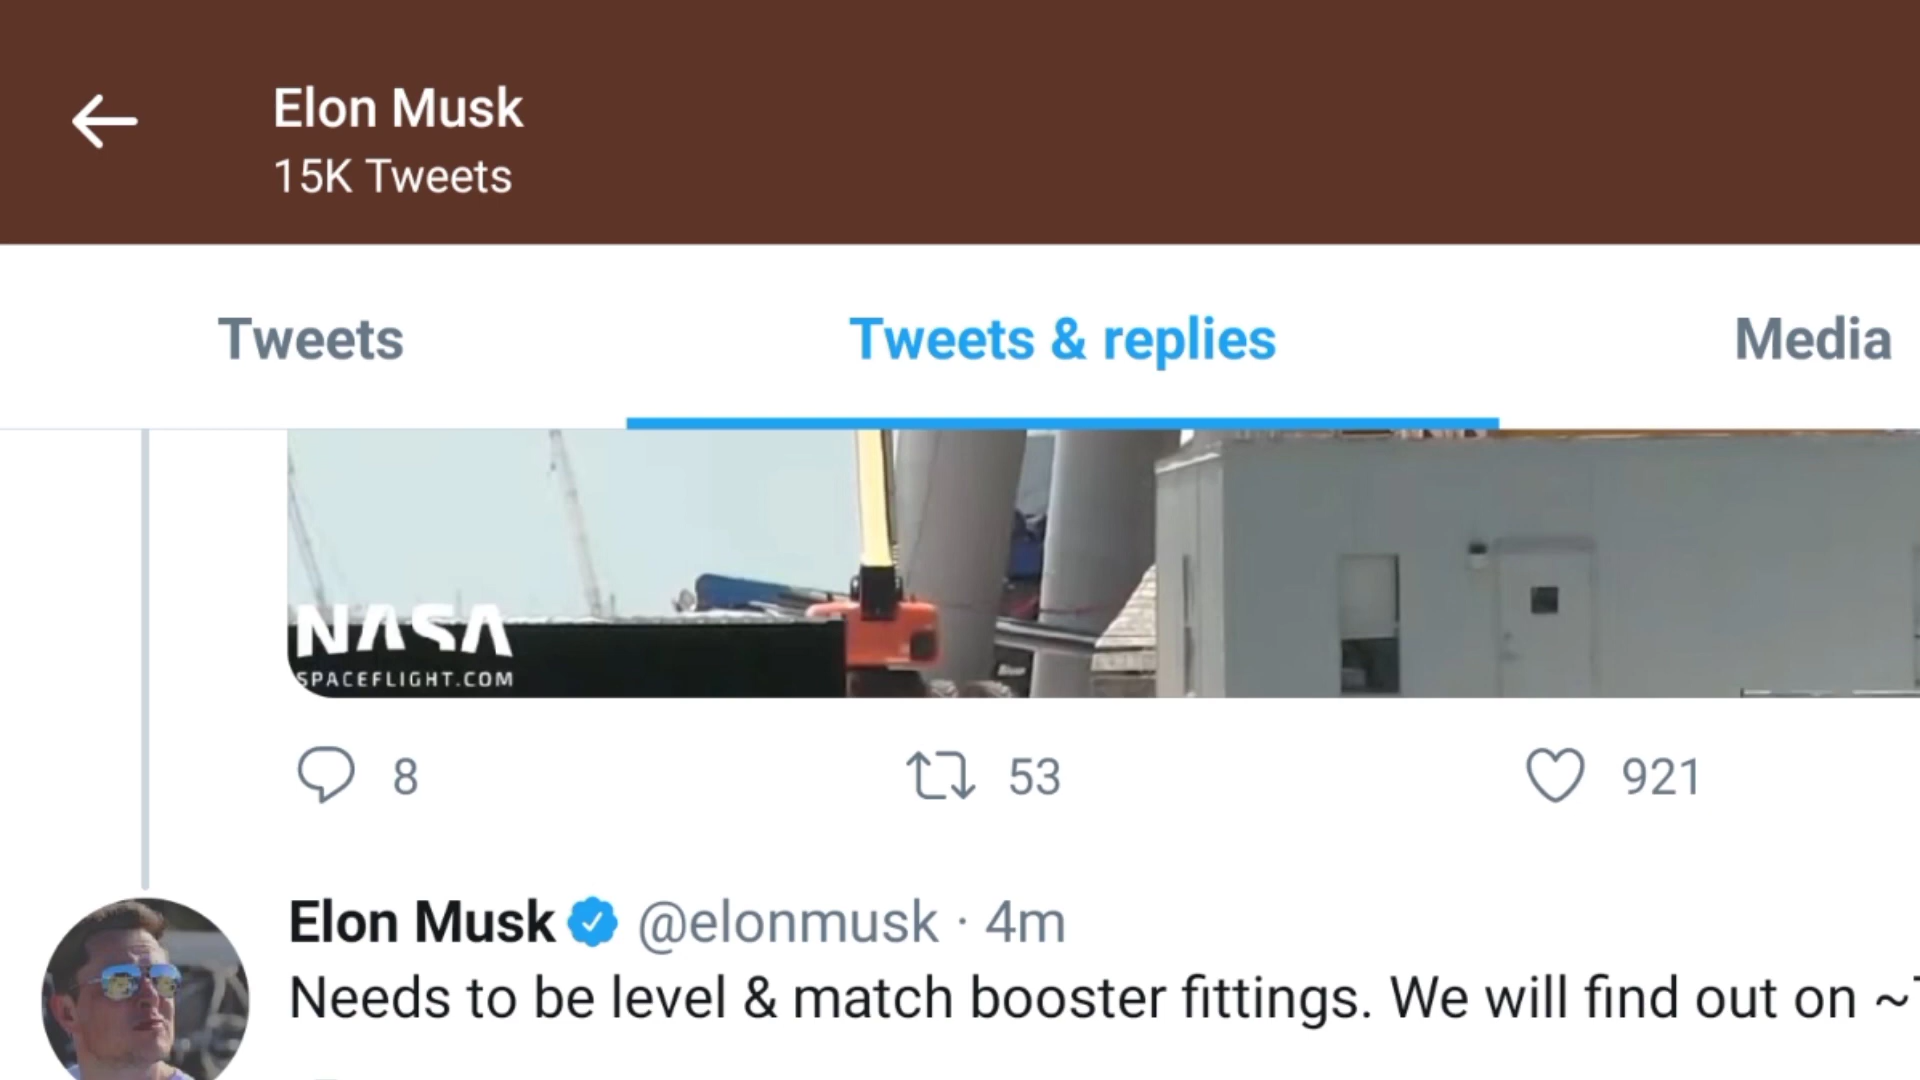 Elon Musk
15K Tweets
Tweets
Tweets & replies
Media
NASA
SPACEFLIGHT.COM
8
53
921
Elon Musk @elonmusk · 4m
Needs to be level & match booster fittings. We will find out on ~